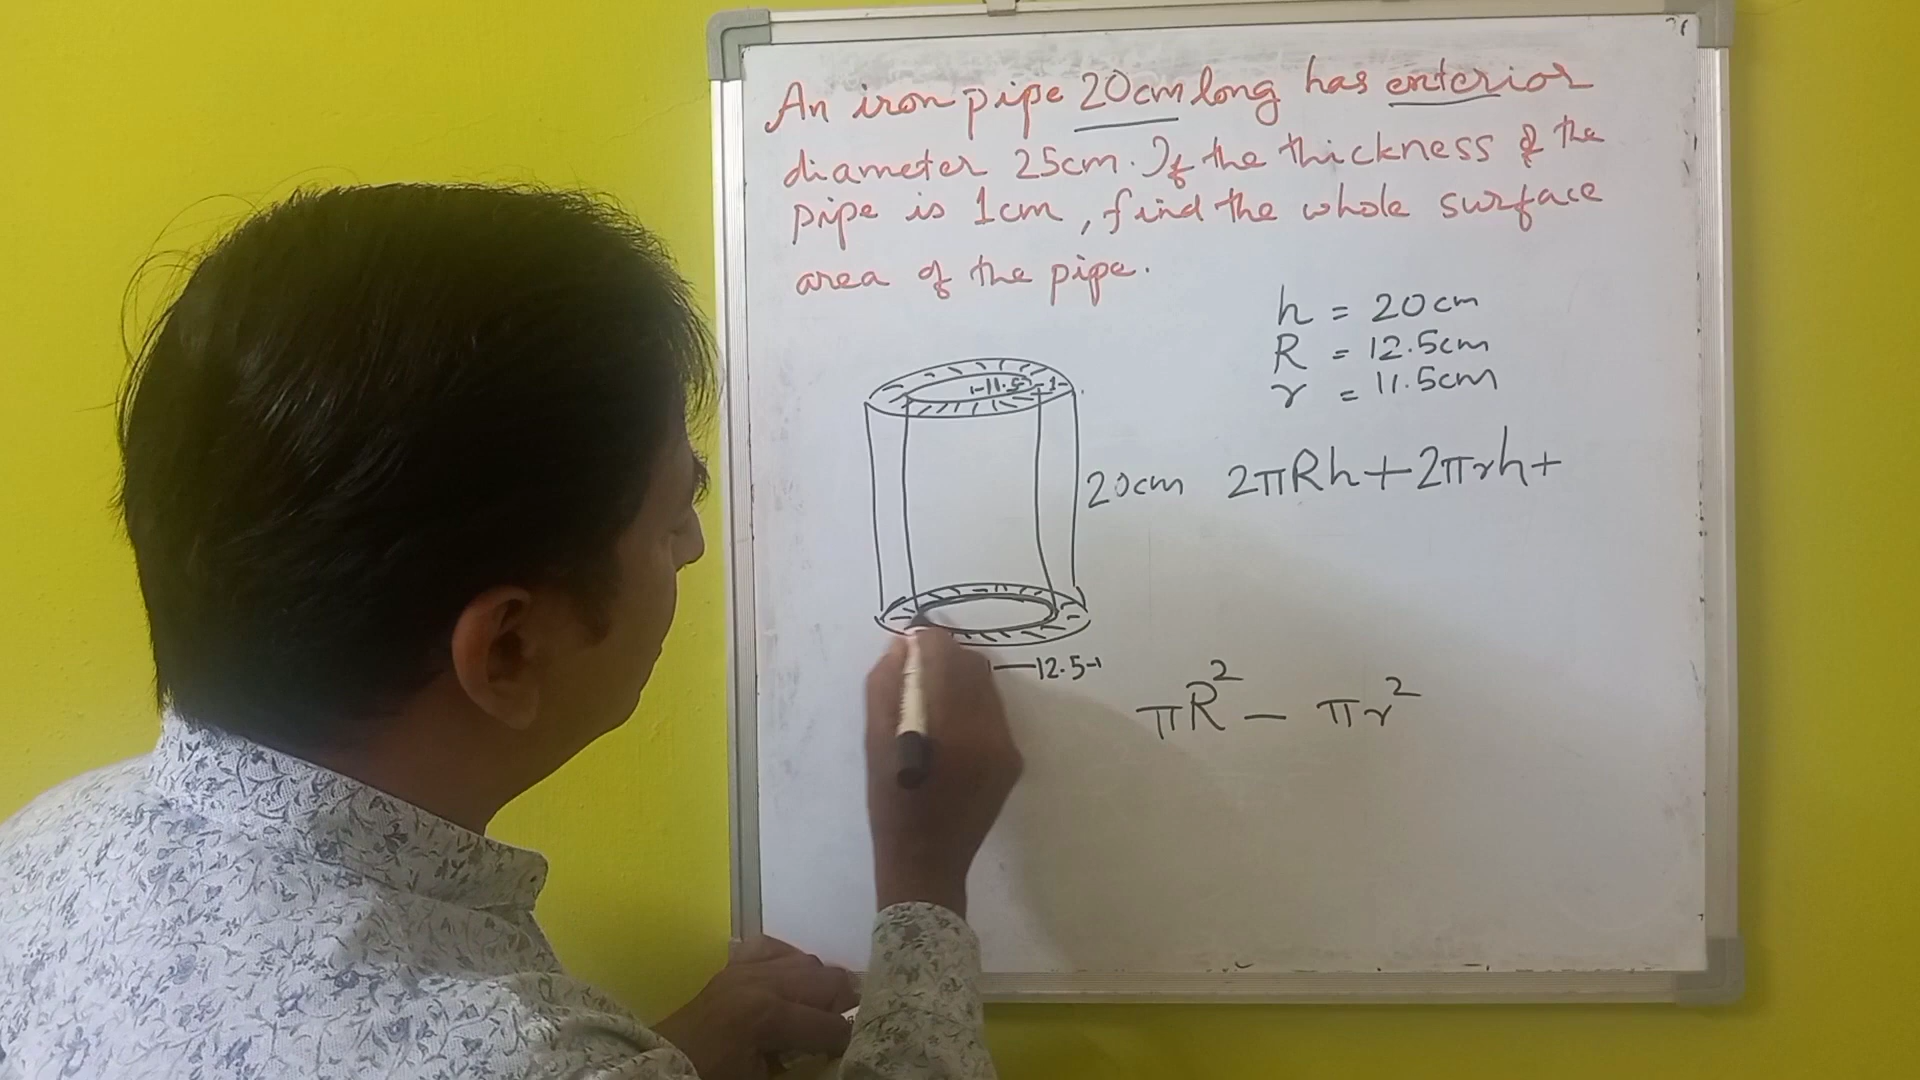 An iron pipe 20cm long has exterior
diameter 25cm. If the thickness of the
pipe is 1cm, find the whole surface
area of the pipe.
h = 20cm
R = 12.5cm
r = 11.5cm
11.5 1
20cm 2πRh+2πrh+
12.5
πR² - πr²